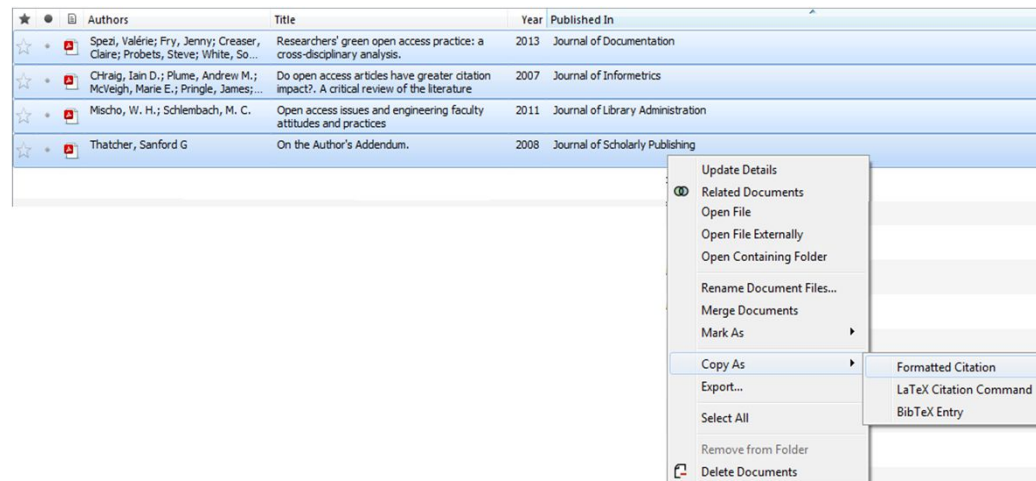 Authors Title Year Published In
Spezi, Valérie; Fry, Jenny; Creaser, Researchers' green open access practice: a 2013 Journal of Documentation
Claire; Probets, Steve; White, So... cross-disciplinary analysis.
CHraig, Iain D.; Plume, Andrew M.; Do open access articles have greater citation 2007 Journal of Informetrics
McVeigh, Marie E.; Pringle, James;... impact?. A critical review of the literature
Mischo, W. H.; Schlembach, M. C. Open access issues and engineering faculty 2011 Journal of Library Administration
attitudes and practices
Thatcher, Sanford G On the Author's Addendum. 2008 Journal of Scholarly Publishing
Update Details
Related Documents
Open File
Open File Externally
Open Containing Folder
Rename Document Files...
Merge Documents
Mark As
Copy As
Formatted Citation
Export...
LaTeX Citation Command
BibTeX Entry
Select All
Remove from Folder
Delete Documents